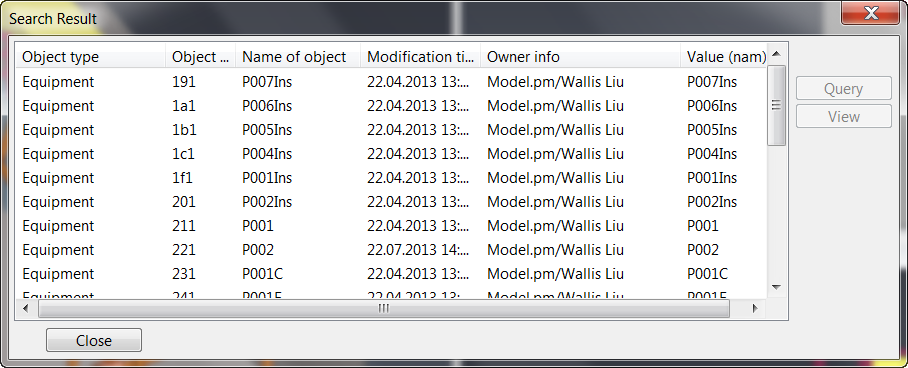 Search Result
Object type Object ... Name of object Modification ti... Owner info Value (nam)
Equipment 191 P007Ins 22.04.2013 13:... Model.pm/Wallis Liu P007Ins
Equipment 1a1 P006Ins 22.04.2013 13:... Model.pm/Wallis Liu P006Ins
Equipment 1b1 P005Ins 22.04.2013 13:... Model.pm/Wallis Liu P005Ins
Equipment 1c1 P004Ins 22.04.2013 13:... Model.pm/Wallis Liu P004Ins
Equipment 1f1 P001Ins 22.04.2013 13:... Model.pm/Wallis Liu P001Ins
Equipment 201 P002Ins 22.04.2013 13:... Model.pm/Wallis Liu P002Ins
Equipment 211 P001 22.04.2013 13:... Model.pm/Wallis Liu P001
Equipment 221 P002 22.07.2013 14:... Model.pm/Wallis Liu P002
Equipment 231 P001C 22.04.2013 13:... Model.pm/Wallis Liu P001C
Equipment 241 22.04.2013 13:... Model.pm/Wallis Liu
Query
View
Close